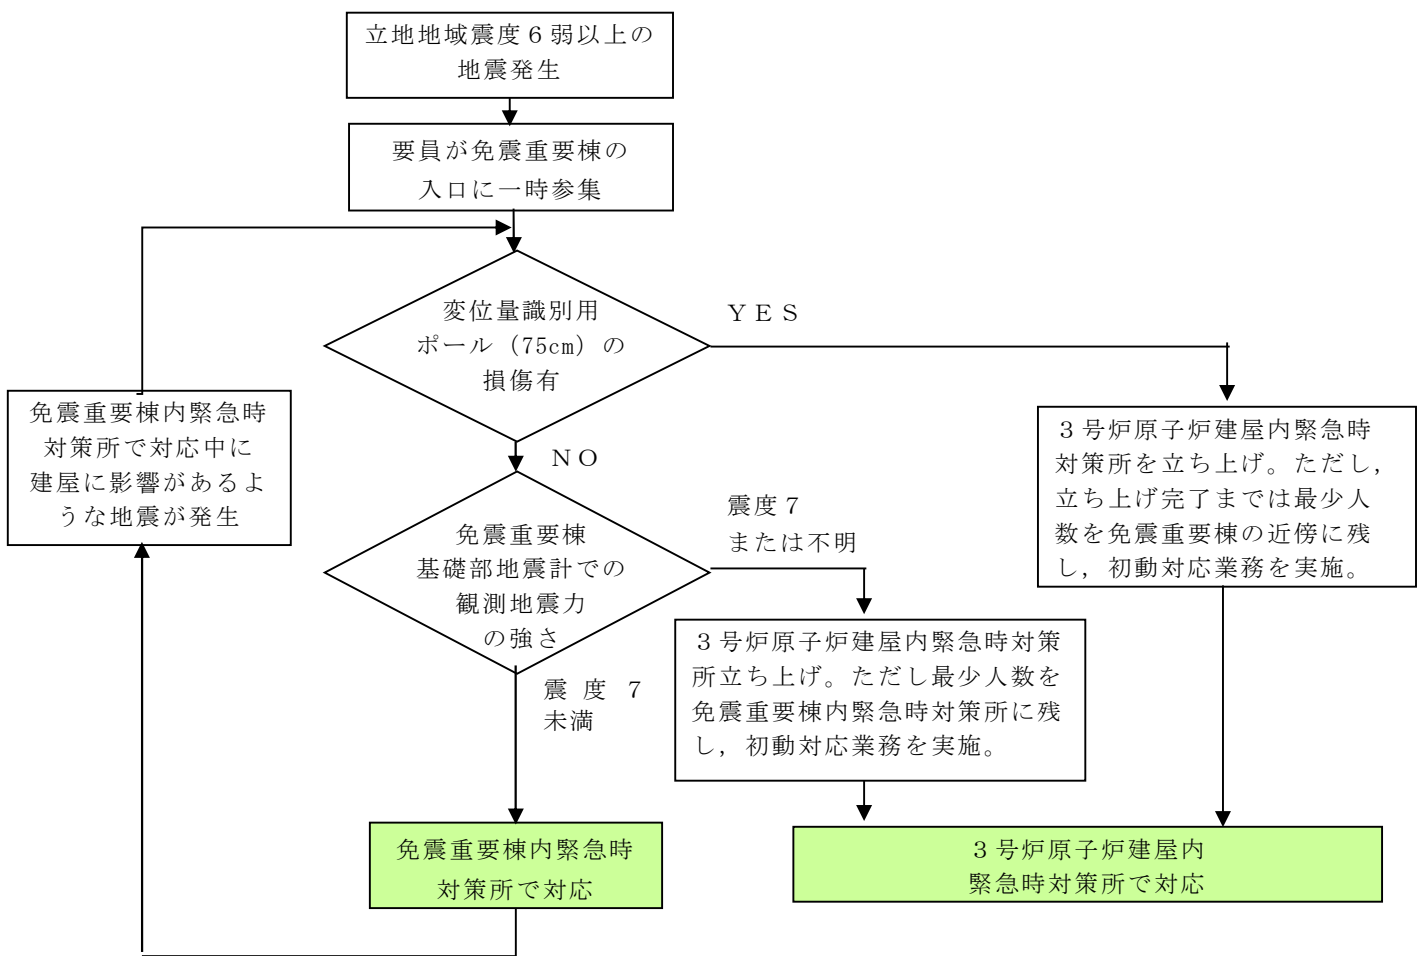 立地地域震度６弱以上の
地震発生
要員が免震重要棟の
入口に一時参集
変位量識別用
ポール（75cm）の
損傷有
ＹＥＳ
ＮＯ
免震重要棟内緊急時
対策所で対応中に
建屋に影響があるよ
うな地震が発生
３号炉原子炉建屋内緊急時
対策所を立ち上げ。ただし，
立ち上げ完了までは最少人
数を免震重要棟の近傍に残
し，初動対応業務を実施。
免震重要棟
基礎部地震計での
観測地震力
の強さ
震度７
または不明
震度７
未満
３号炉原子炉建屋内緊急時対策
所立ち上げ。ただし最少人数を
免震重要棟内緊急時対策所に残
し，初動対応業務を実施。
免震重要棟内緊急時
対策所で対応
３号炉原子炉建屋内
緊急時対策所で対応